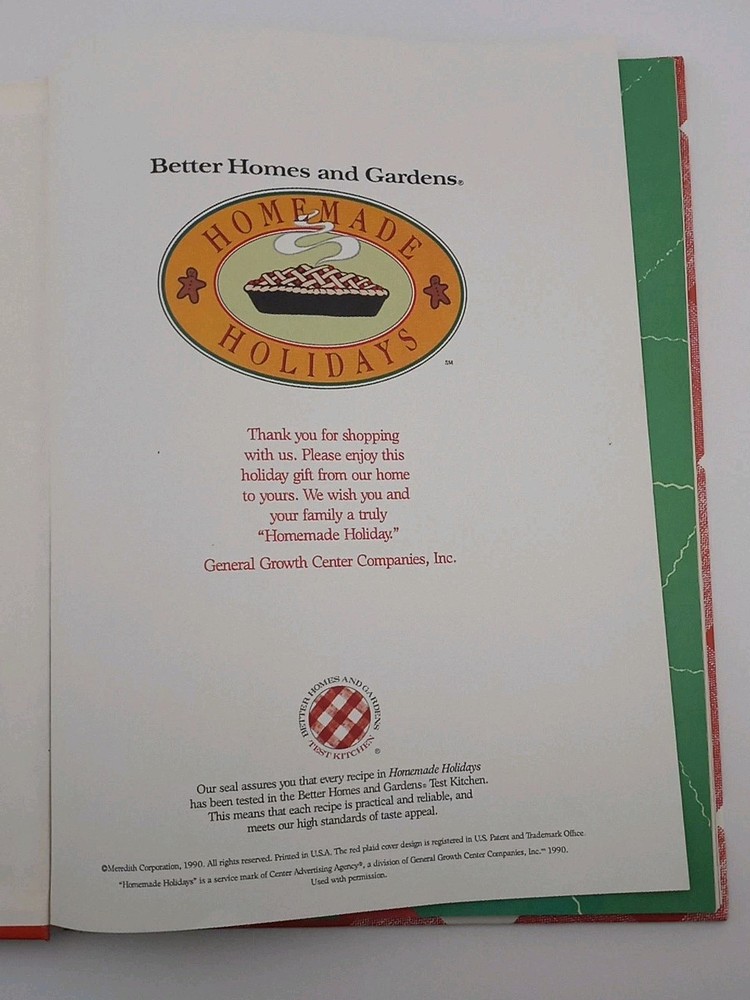 Better Homes and Gardens®
HOMEMADE
HOLIDAYS
SM
Thank you for shopping
with us. Please enjoy this
holiday gift from our home
to yours. We wish you and
your family a truly
“Homemade Holiday.”
General Growth Center Companies, Inc.
BETTER HOMES AND GARDENS
TEST KITCHEN
®
Our seal assures you that every recipe in Homemade Holidays
has been tested in the Better Homes and Gardens® Test Kitchen.
This means that each recipe is practical and reliable, and
meets our high standards of taste appeal.
©Meredith Corporation, 1990. All rights reserved. Printed in U.S.A. The red plaid cover design is registered in U.S. Patent and Trademark Office.
“Homemade Holidays” is a service mark of Center Advertising Agency®, a division of General Growth Center Companies, Inc.℠ 1990.
Used with permission.